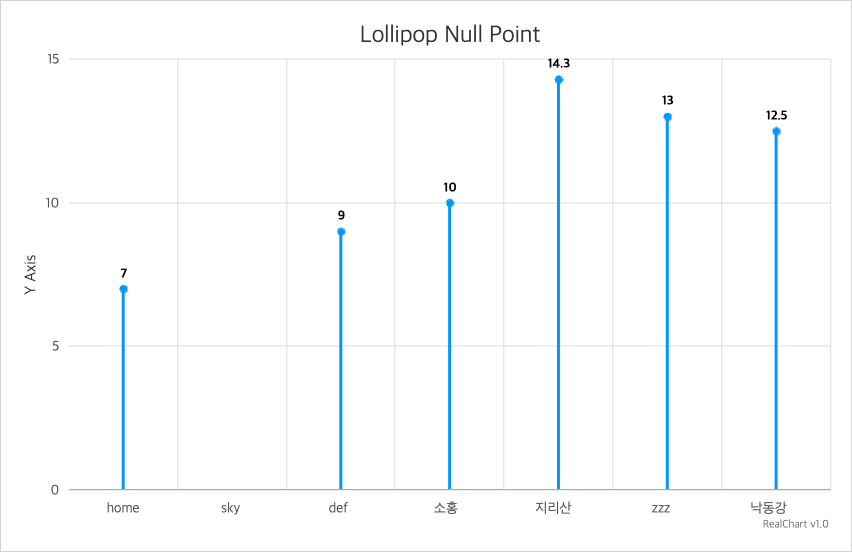 Lollipop Null Point
15
10
5
0
Y Axis
7
9
10
14.3
13
12.5
home sky def 소홍 지리산 zzz 낙동강
RealChart v1.0